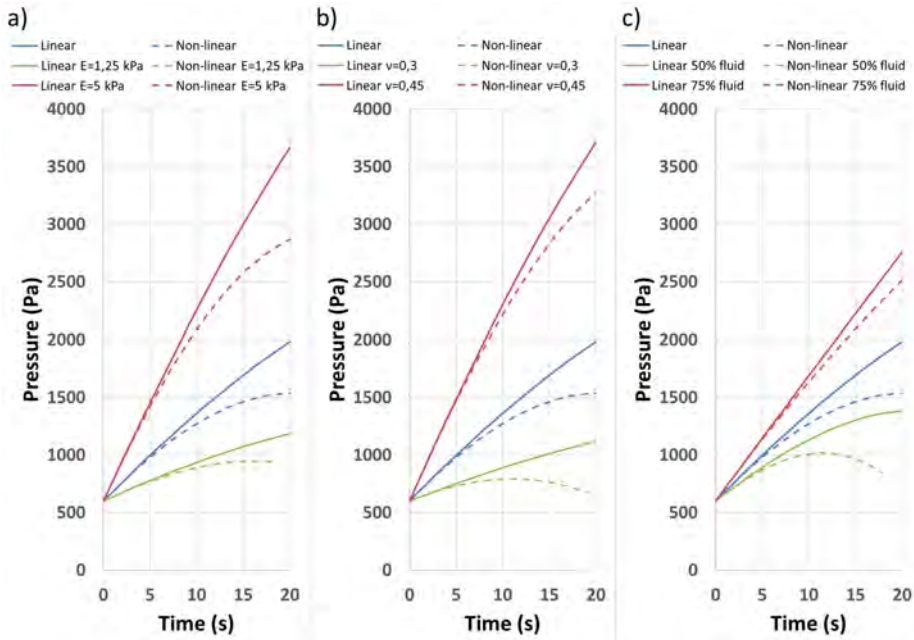 a)
Linear
Non-linear
Linear E=1,25 kPa
Non-linear E=1,25 kPa
Linear E=5 kPa
Non-linear E=5 kPa
4000
3500
3000
2500
2000
1500
1000
500
0
Pressure (Pa)
0 5 10 15 20
Time (s)
b)
Linear
Non-linear
Linear ν=0,3
Non-linear ν=0,3
Linear ν=0,45
Non-linear ν=0,45
4000
3500
3000
2500
2000
1500
1000
500
0
Pressure (Pa)
0 5 10 15 20
Time (s)
c)
Linear
Non-linear
Linear 50% fluid
Non-linear 50% fluid
Linear 75% fluid
Non-linear 75% fluid
4000
3500
3000
2500
2000
1500
1000
500
0
Pressure (Pa)
0 5 10 15 20
Time (s)